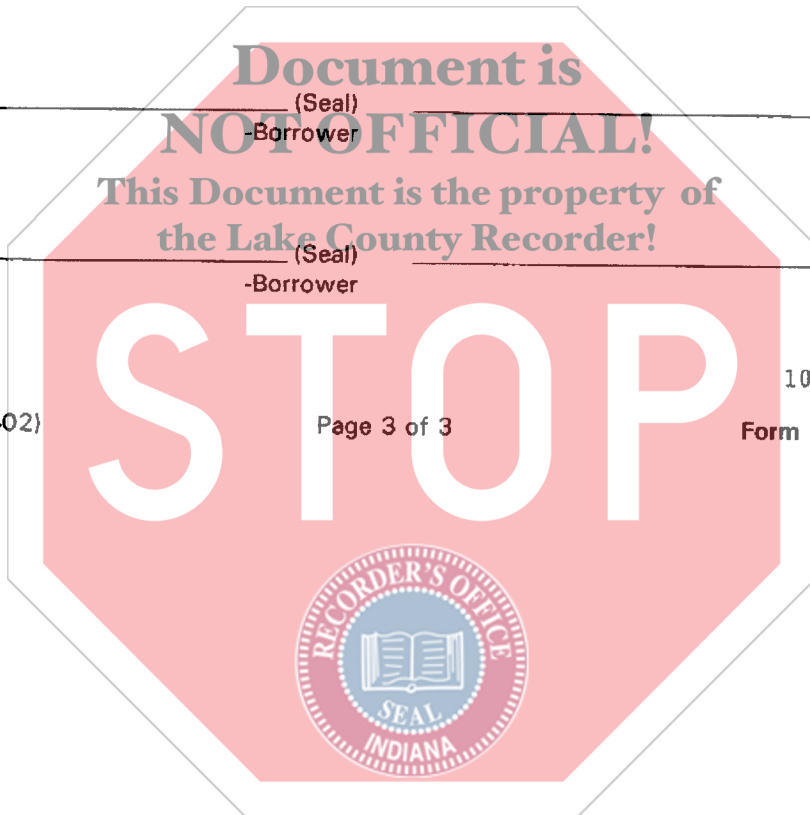 Document is
(Seal)
-Borrower
NOT OFFICIAL!
This Document is the property of
the Lake County Recorder!
(Seal)
-Borrower
STOP
10
02)
Page 3 of 3
Form
RECORDER'S OFFICE
SEAL
INDIANA